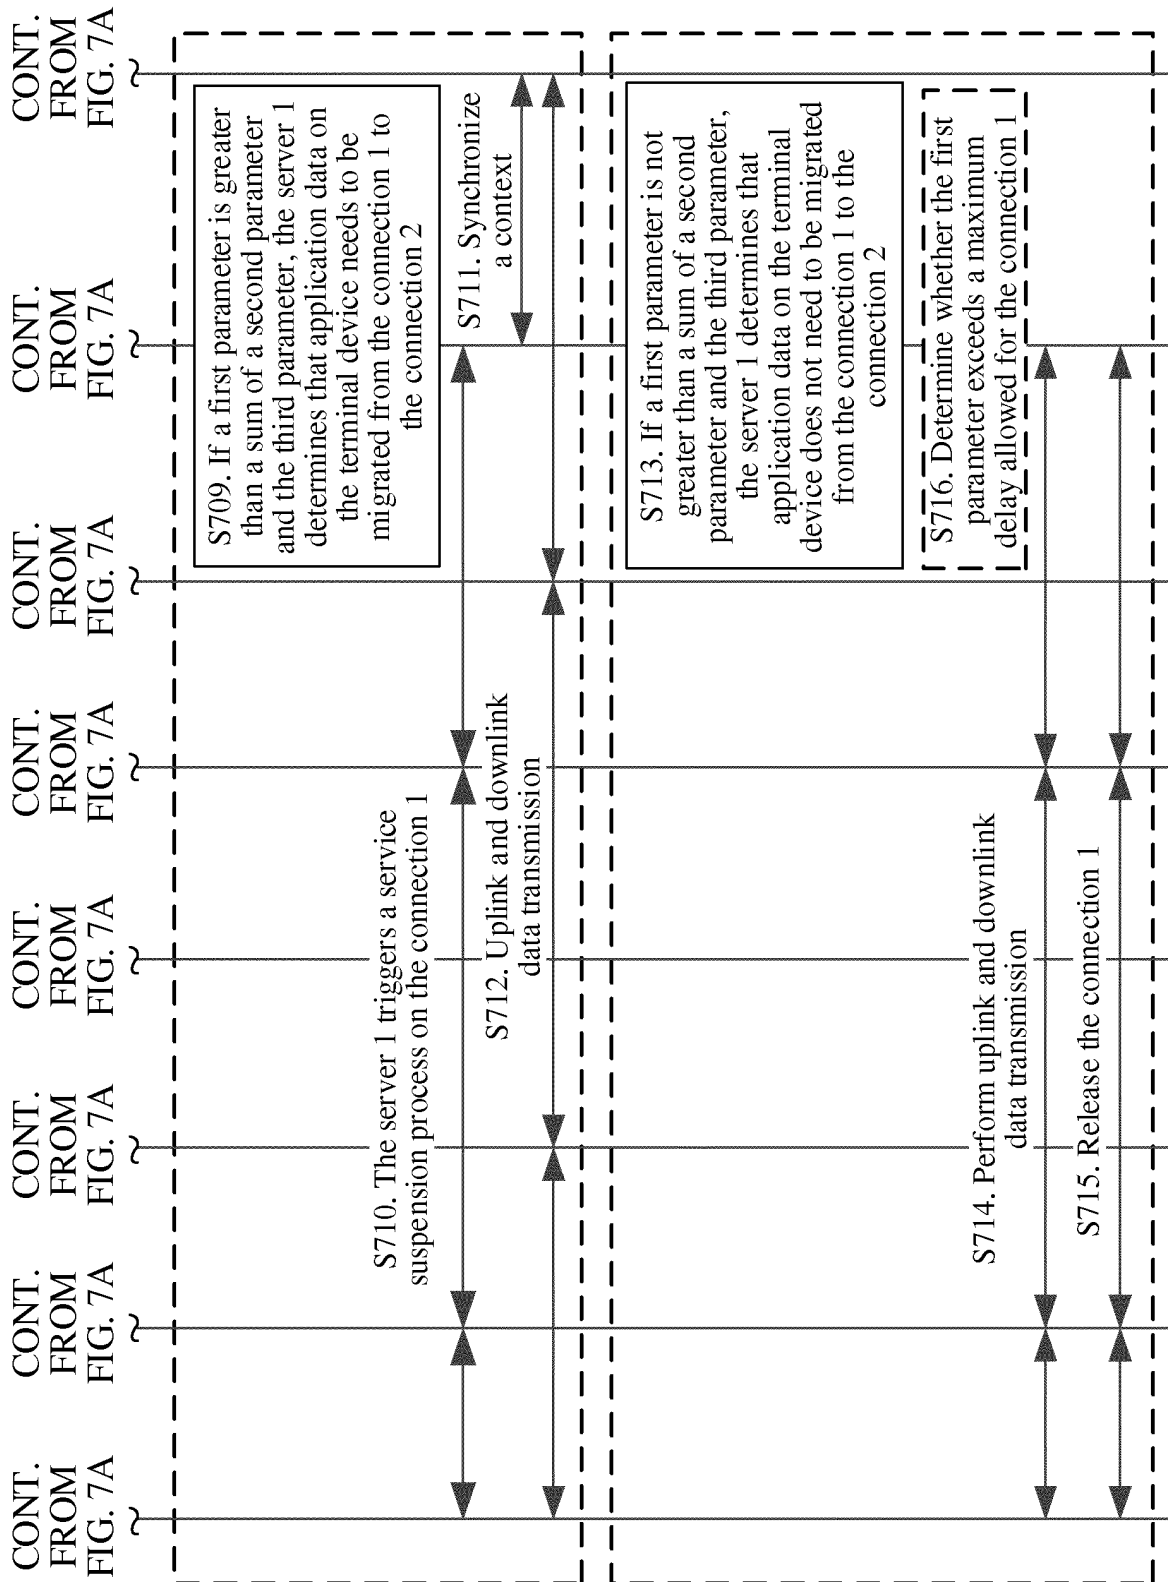 CONT.
FROM
FIG. 7A
CONT.
FROM
FIG. 7A
CONT.
FROM
FIG. 7A
CONT.
FROM
FIG. 7A
CONT.
FROM
FIG. 7A
CONT.
FROM
FIG. 7A
CONT.
FROM
FIG. 7A
CONT.
FROM
FIG. 7A
S709. If a first parameter is greater
than a sum of a second parameter
and the third parameter, the server 1
determines that application data on
the terminal device needs to be
migrated from the connection 1 to
the connection 2
S710. The server 1 triggers a service
suspension process on the connection 1
S711. Synchronize
a context
S712. Uplink and downlink
data transmission
S713. If a first parameter is not
greater than a sum of a second
parameter and the third parameter,
the server 1 determines that
application data on the terminal
device does not need to be migrated
from the connection 1 to the
connection 2
S716. Determine whether the first
parameter exceeds a maximum
delay allowed for the connection 1
S714. Perform uplink and downlink
data transmission
S715. Release the connection 1